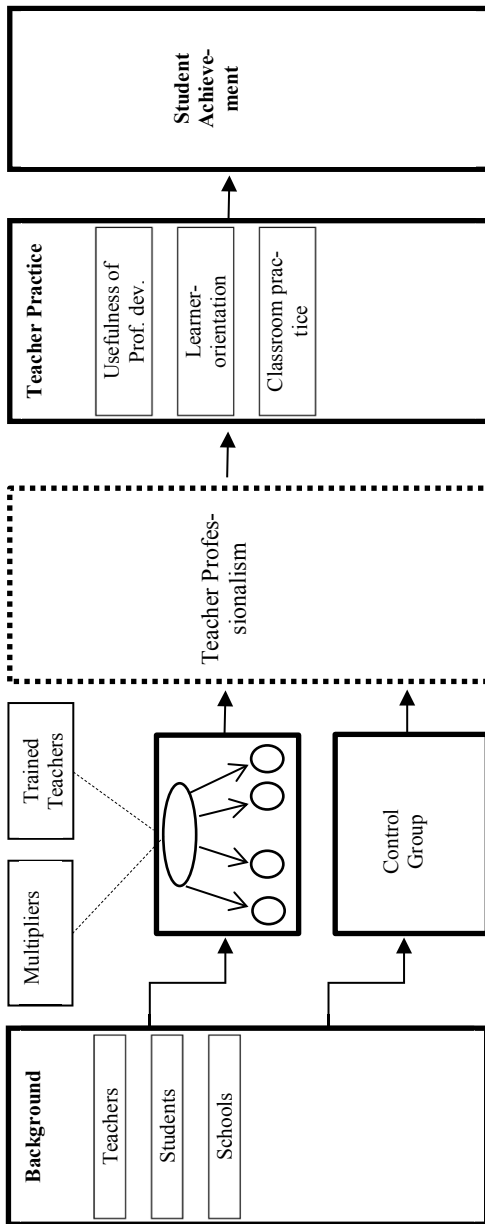 Background
Teachers
Students
Schools
Multipliers
Trained
Teachers
Control
Group
Teacher Profes-
sionalism
Teacher Practice
Usefulness of
Prof. dev.
Learner-
orientation
Classroom prac-
tice
Student
Achieve-
ment